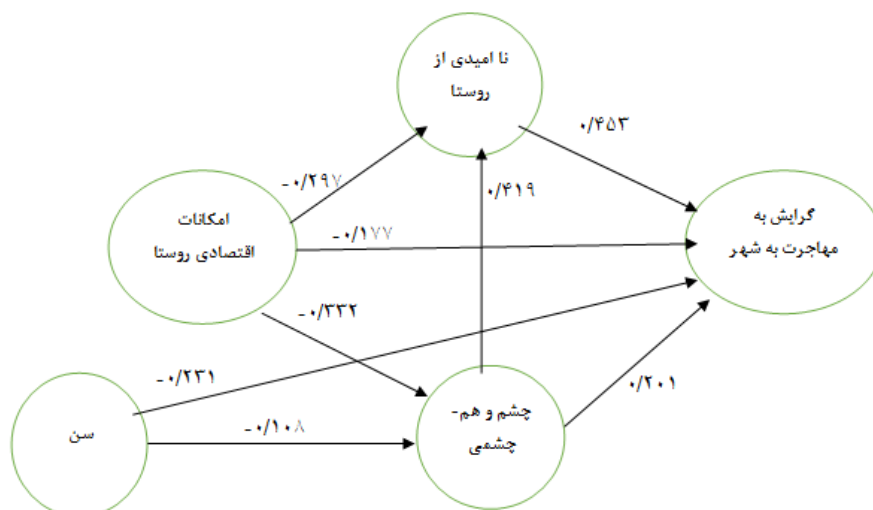 نا امیدی از
روستا
۰/۴۵۳
-۰/۲۹۷
۰/۴۱۹
امکانات
اقتصادی روستا
-۰/۱۷۷
گرایش به
مهاجرت به شهر
-۰/۳۳۲
-۰/۲۳۱
۰/۲۰۱
سن
-۰/۱۰۸
چشم و هم-
چشمی